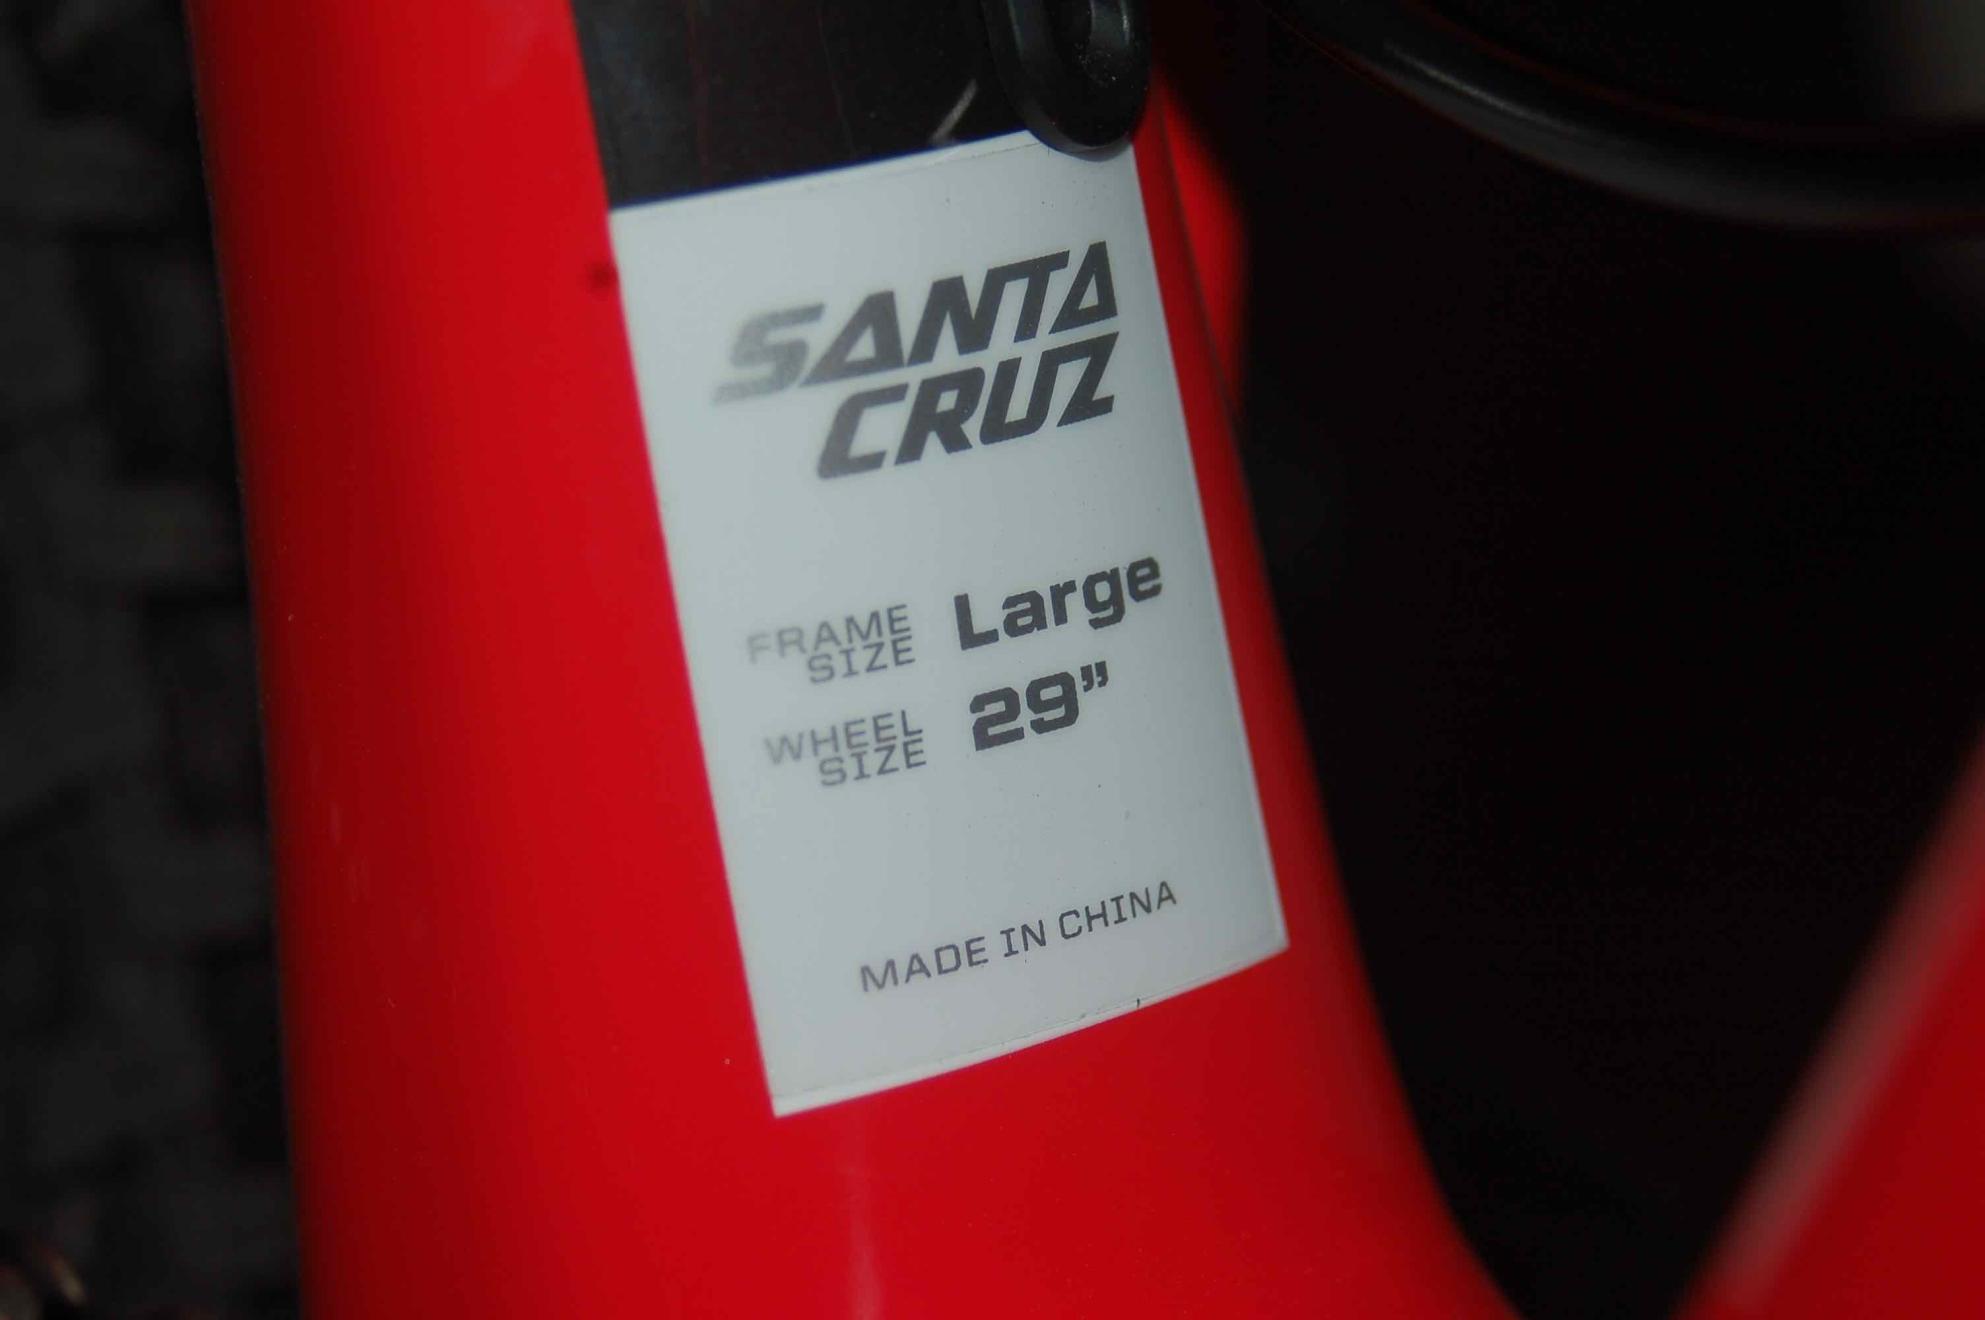 SANTA
CRUZ
FRAME SIZE Large
WHEEL SIZE 29”
MADE IN CHINA